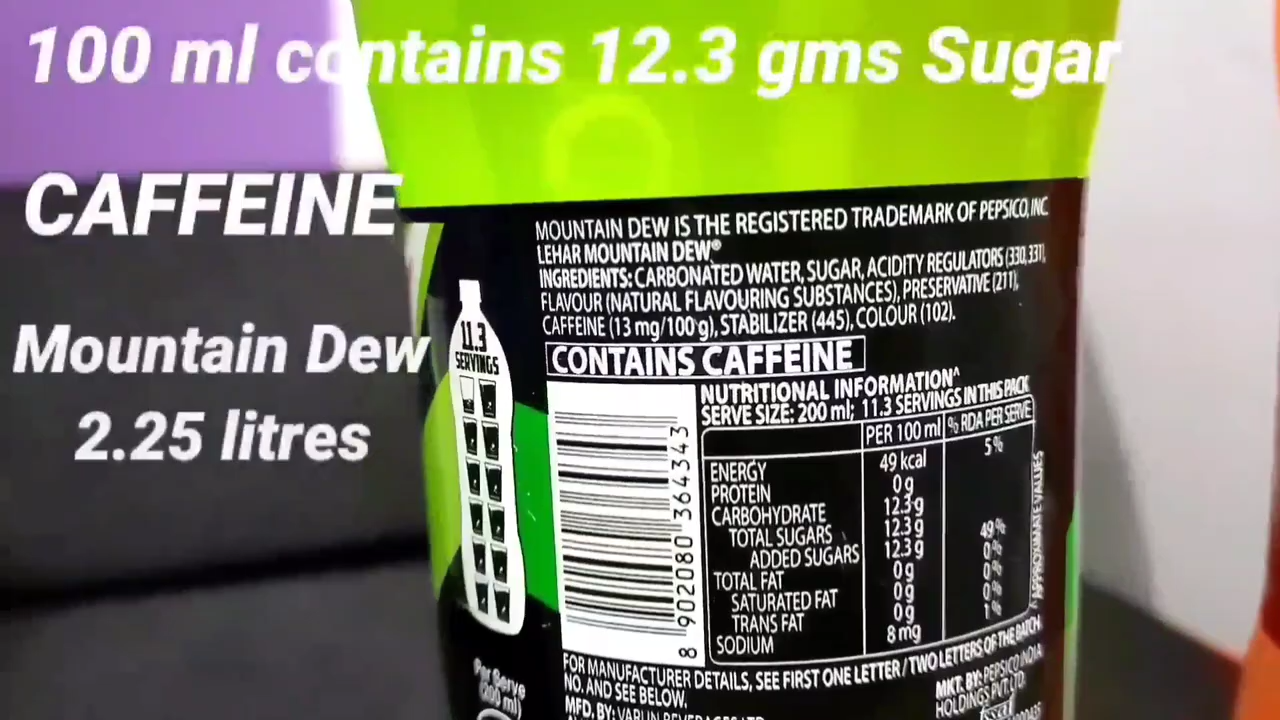 100 ml contains 12.3 gms Sugar
CAFFEINE
Mountain Dew
2.25 litres
MOUNTAIN DEW IS THE REGISTERED TRADEMARK OF PEPSICO, INC
LEHAR MOUNTAIN DEW®
INGREDIENTS: CARBONATED WATER, SUGAR, ACIDITY REGULATORS (330, 331),
FLAVOUR (NATURAL FLAVOURING SUBSTANCES), PRESERVATIVE (211),
CAFFEINE (13 mg/100 g), STABILIZER (445), COLOUR (102).
CONTAINS CAFFEINE
11.3
SERVINGS
NUTRITIONAL INFORMATION^
SERVE SIZE: 200 ml; 11.3 SERVINGS IN THIS PACK
PER 100 ml % RDA PER SERVE
ENERGY 49 kcal 5%
PROTEIN 0 g
CARBOHYDRATE 12.3 g
TOTAL SUGARS 12.3 g
ADDED SUGARS 12.3 g 49%
TOTAL FAT 0 g 0%
SATURATED FAT 0 g 0%
TRANS FAT 0 g 0%
SODIUM 8 mg 1%
^ APPROXIMATE VALUES
8 902080 364343
FOR MANUFACTURER DETAILS, SEE FIRST ONE LETTER / TWO LETTERS OF THE BATCH
NO. AND SEE BELOW.
MFD. BY: VARUN BEVERAGES LTD
MKT. BY: PEPSICO INDIA
HOLDINGS PVT. LTD.
fssai
Per Serve
(200 ml)